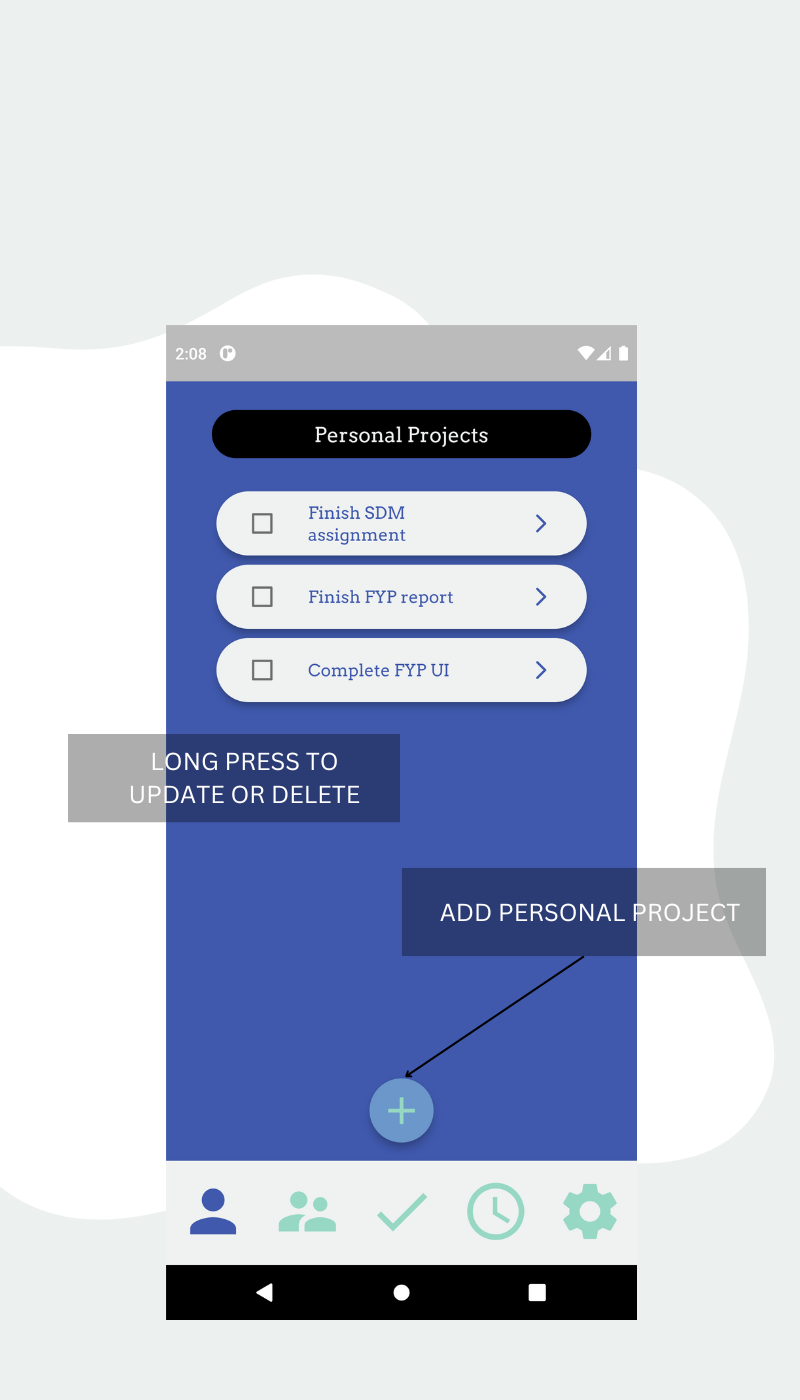 2:08
Personal Projects
Finish SDM
assignment
Finish FYP report
Complete FYP UI
LONG PRESS TO
UPDATE OR DELETE
ADD PERSONAL PROJECT